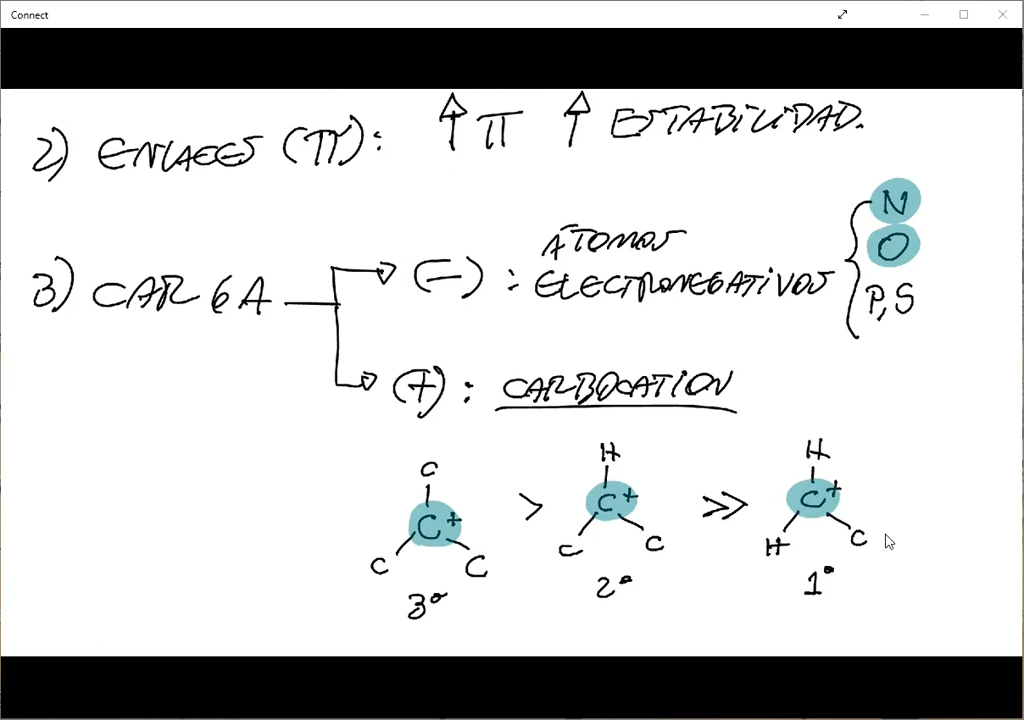 Connect
2) ENLACES (π): ↑ π ↑ ESTABILIDAD.
3) CARGA → (-): ÁTOMOS ELECTRONEGATIVOS { N
O
P, S
→ (+): CARBOCATION
C H H
C+ > C+ >> C+
C C C C H C
3° 2° 1°